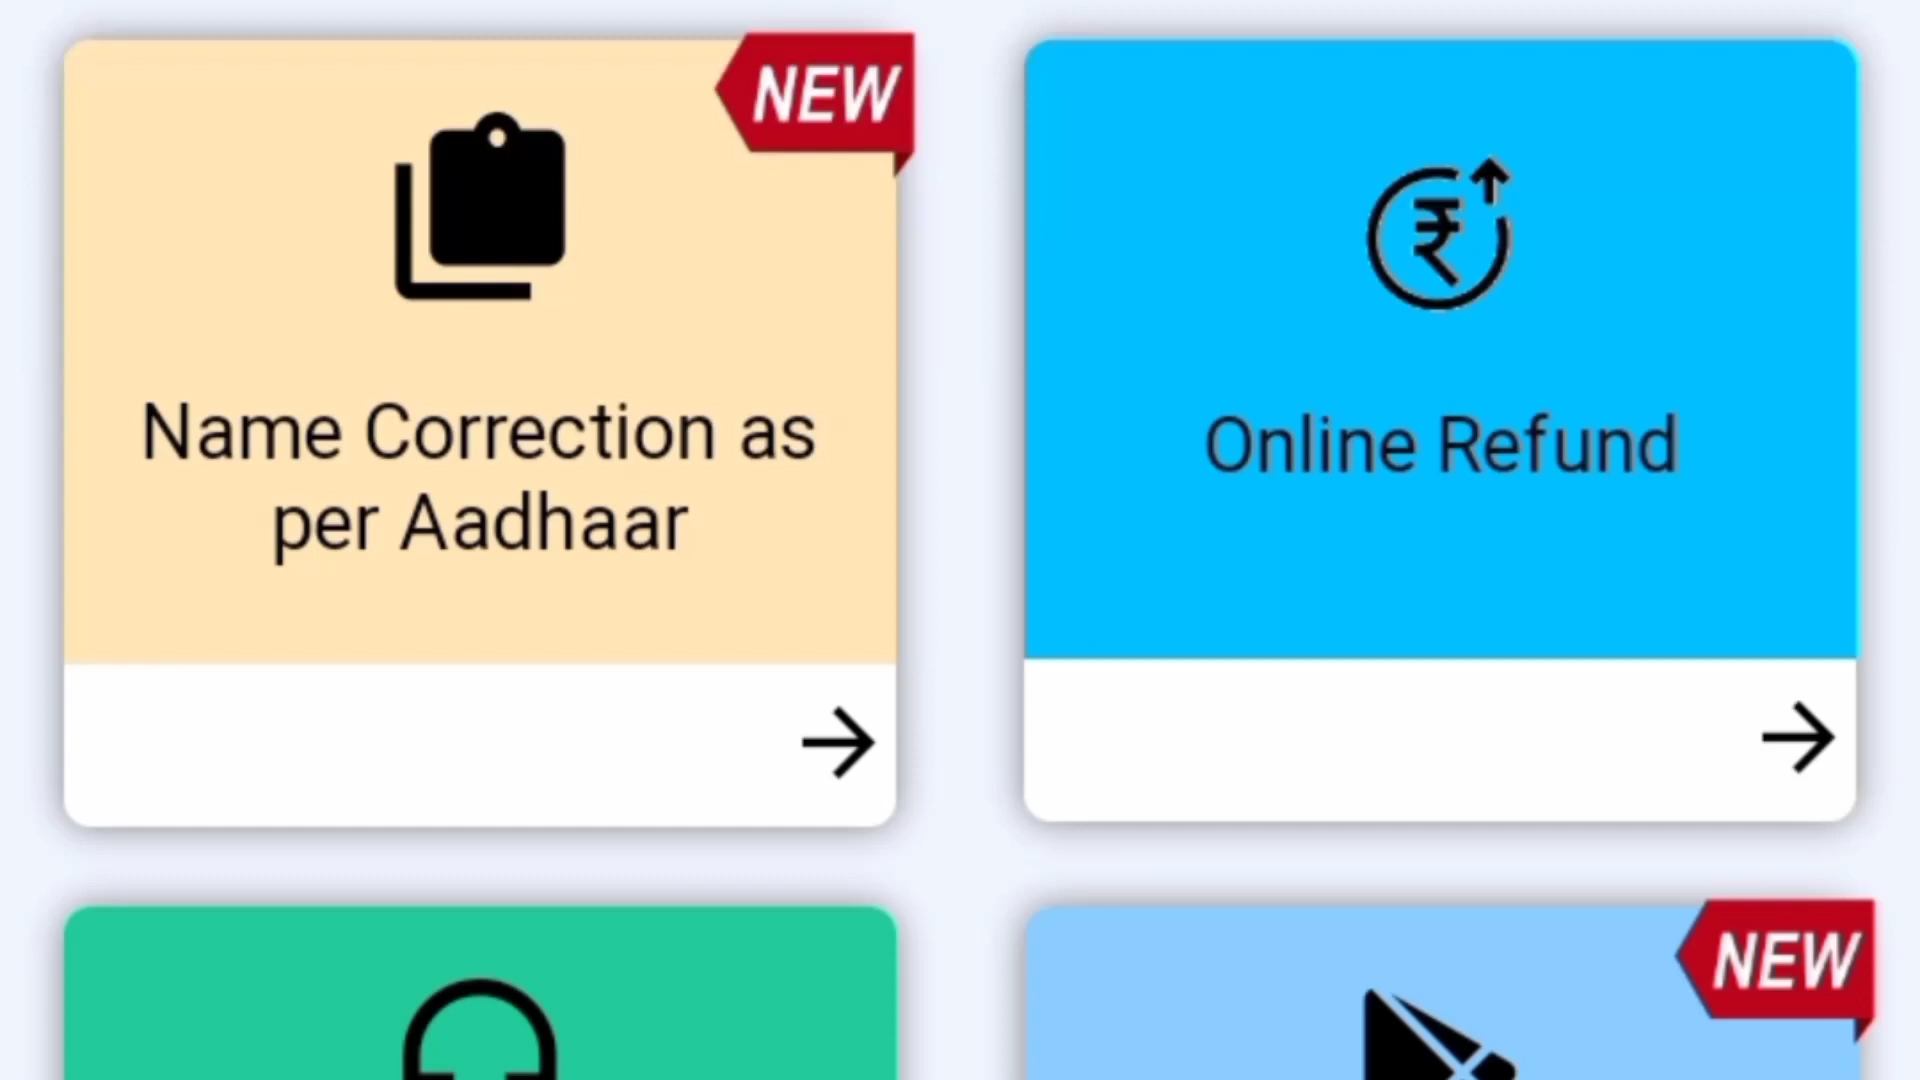 NEW
Name Correction as
per Aadhaar
₹
Online Refund
NEW